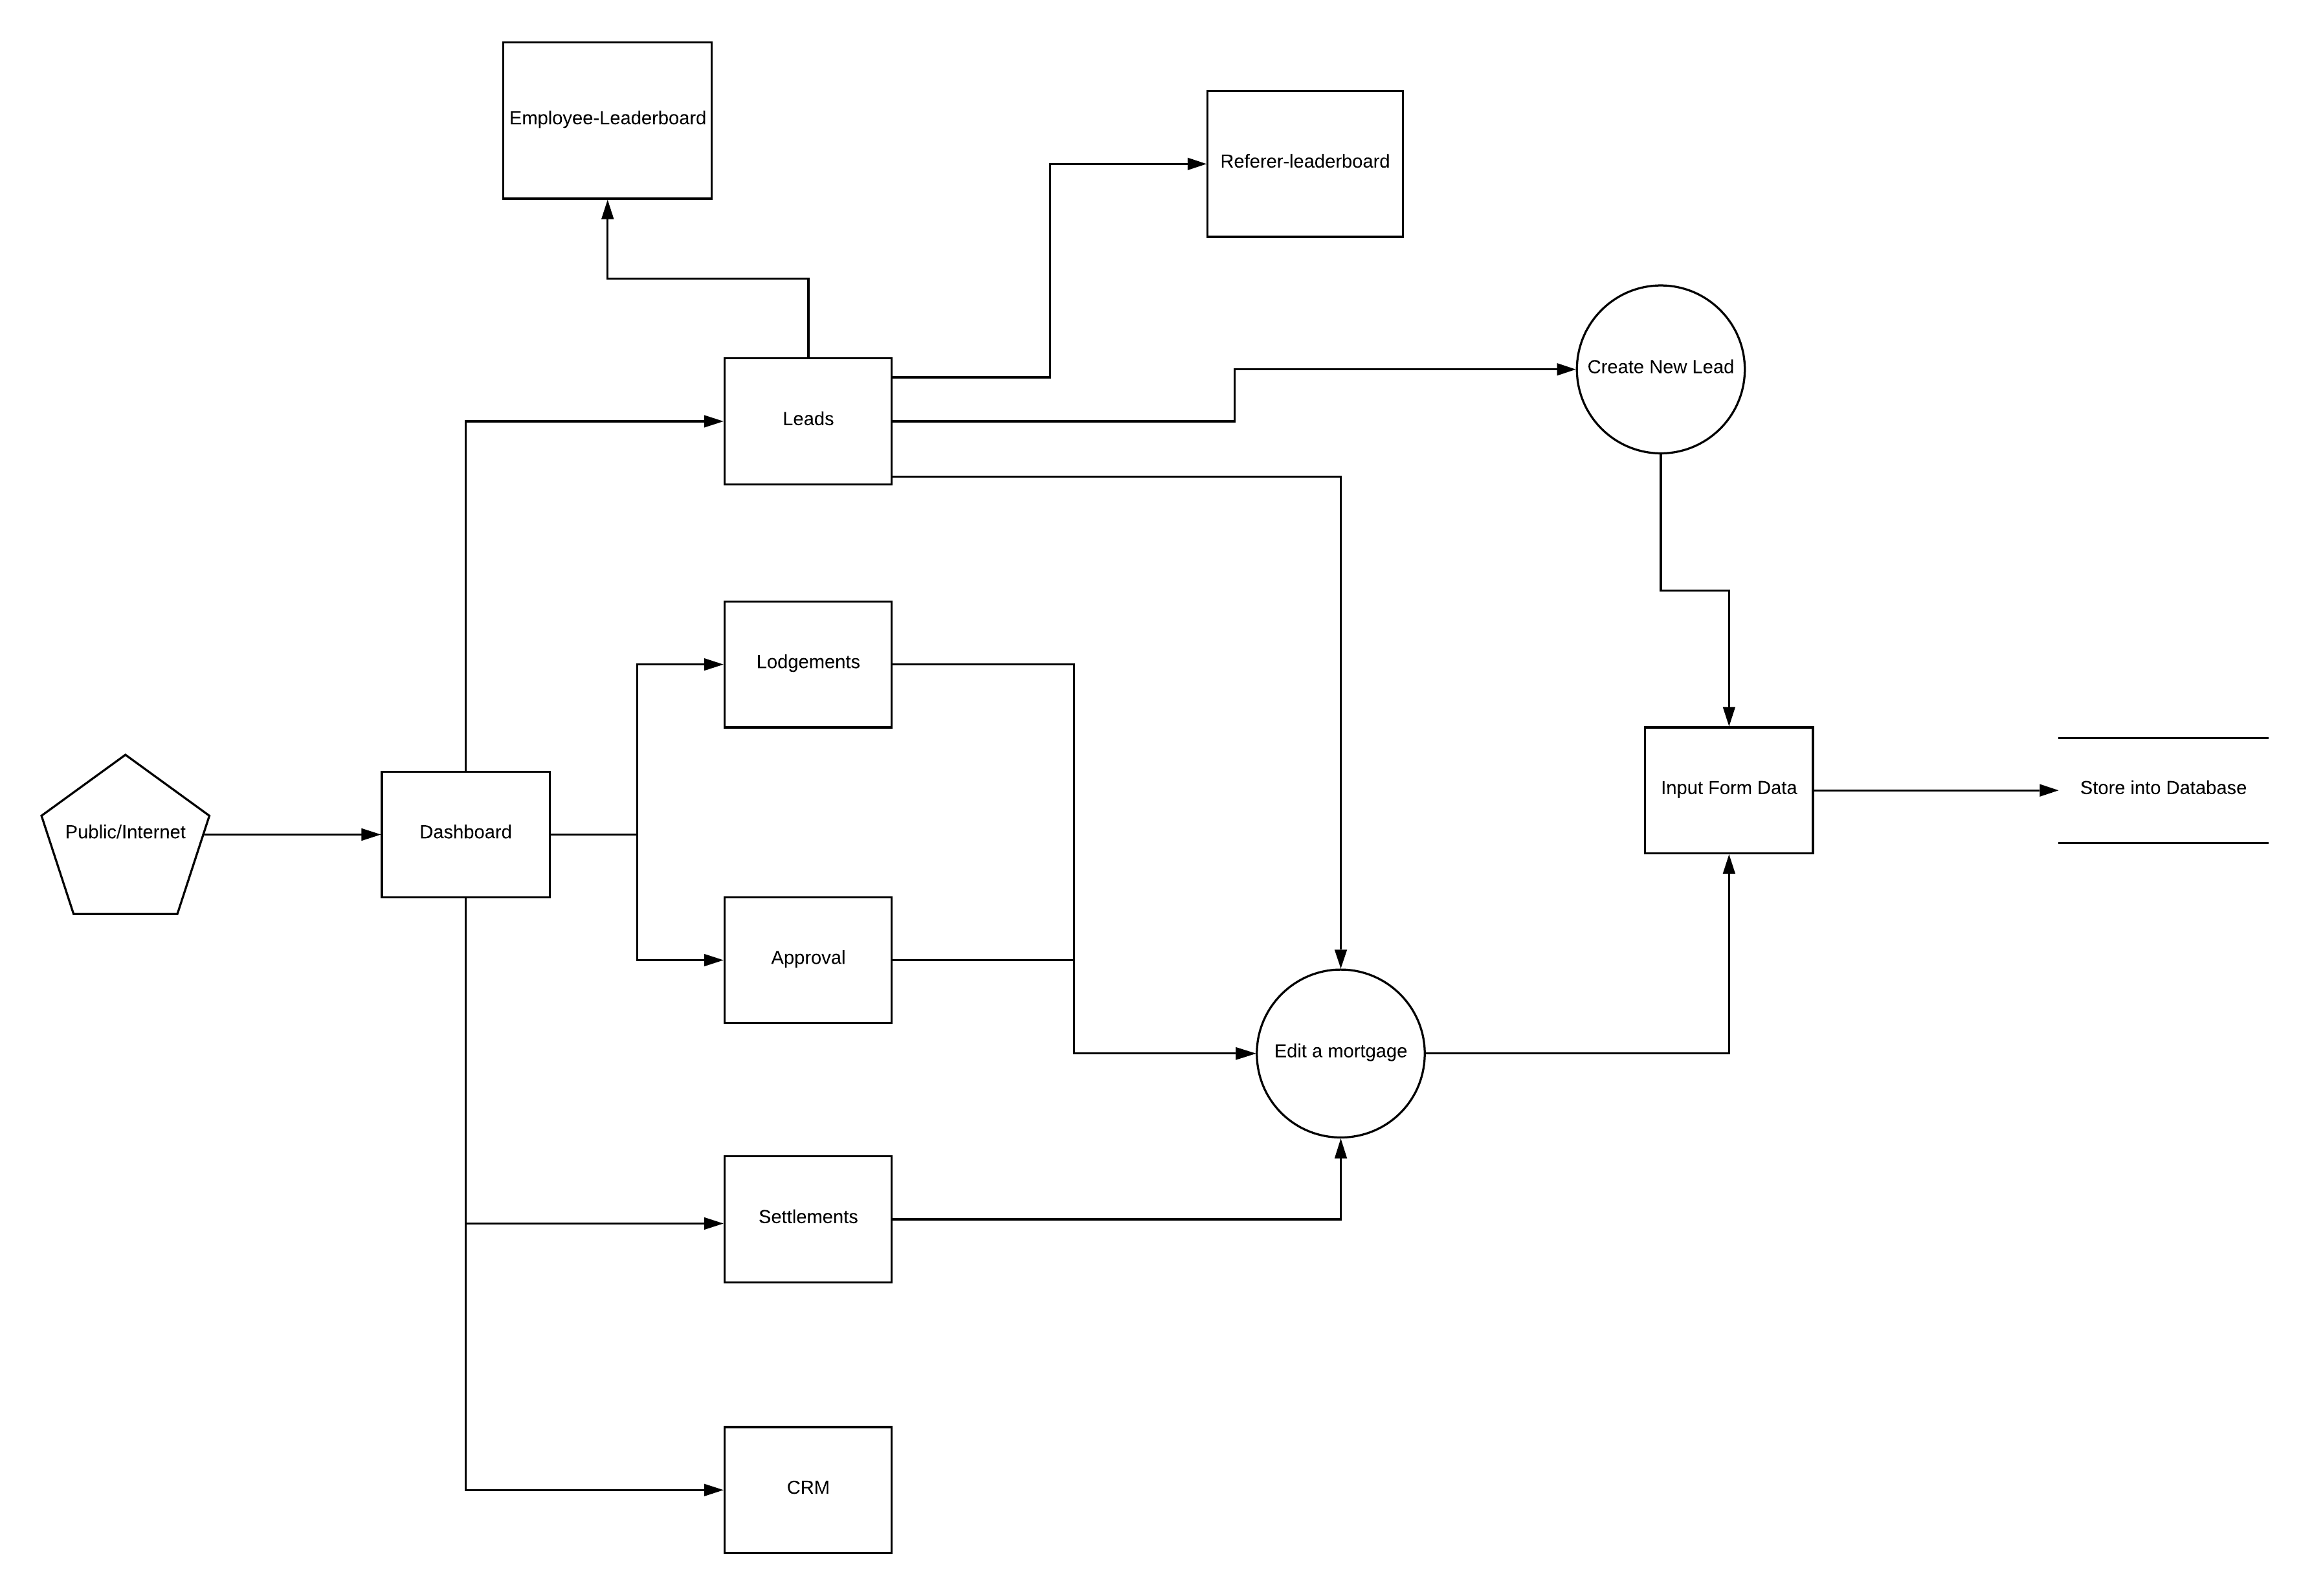 Employee-Leaderboard
Referer-leaderboard
Create New Lead
Leads
Lodgements
Public/Internet
Dashboard
Input Form Data
Store into Database
Approval
Edit a mortgage
Settlements
CRM